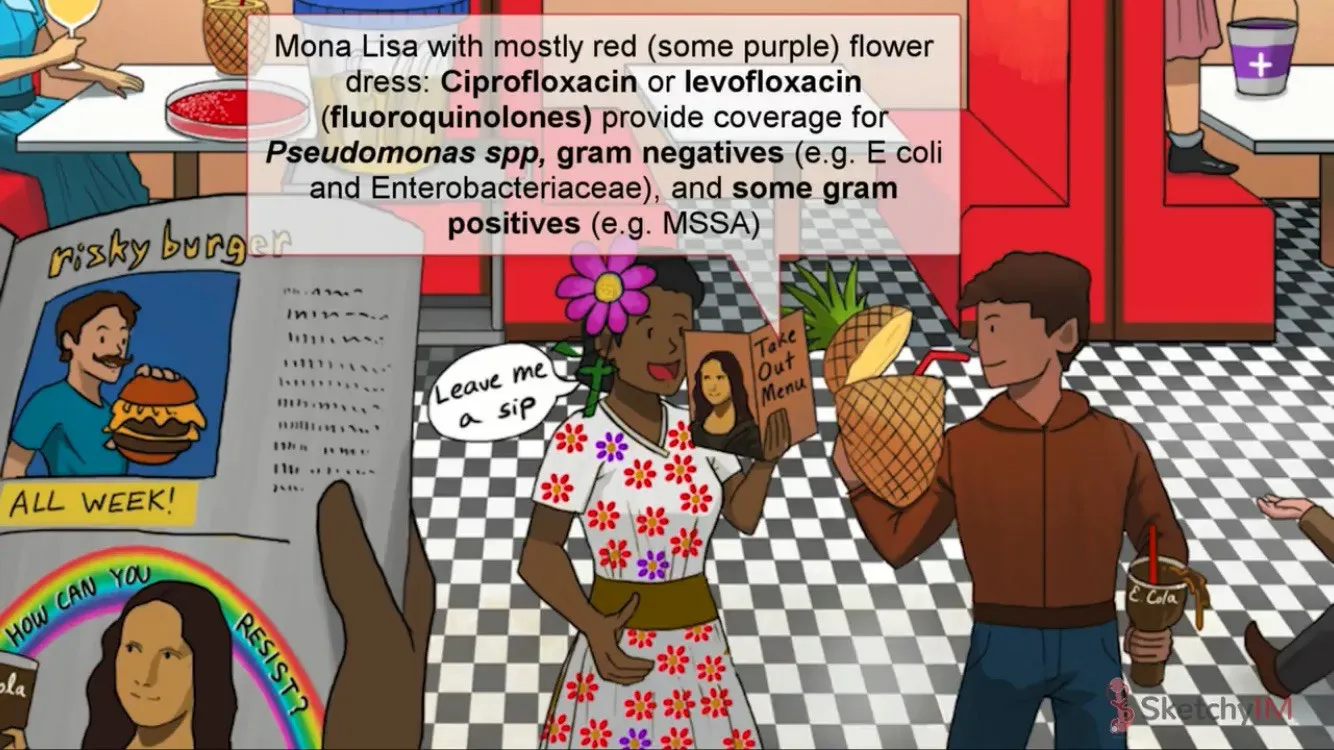 Mona Lisa with mostly red (some purple) flower
dress: Ciprofloxacin or levofloxacin
(fluoroquinolones) provide coverage for
Pseudomonas spp, gram negatives (e.g. E coli
and Enterobacteriaceae), and some gram
positives (e.g. MSSA)
risky burger
ALL WEEK!
HOW CAN YOU
RESIST?
Leave me
a sip
Take
Out
Menu
E. Cola
SketchyIM